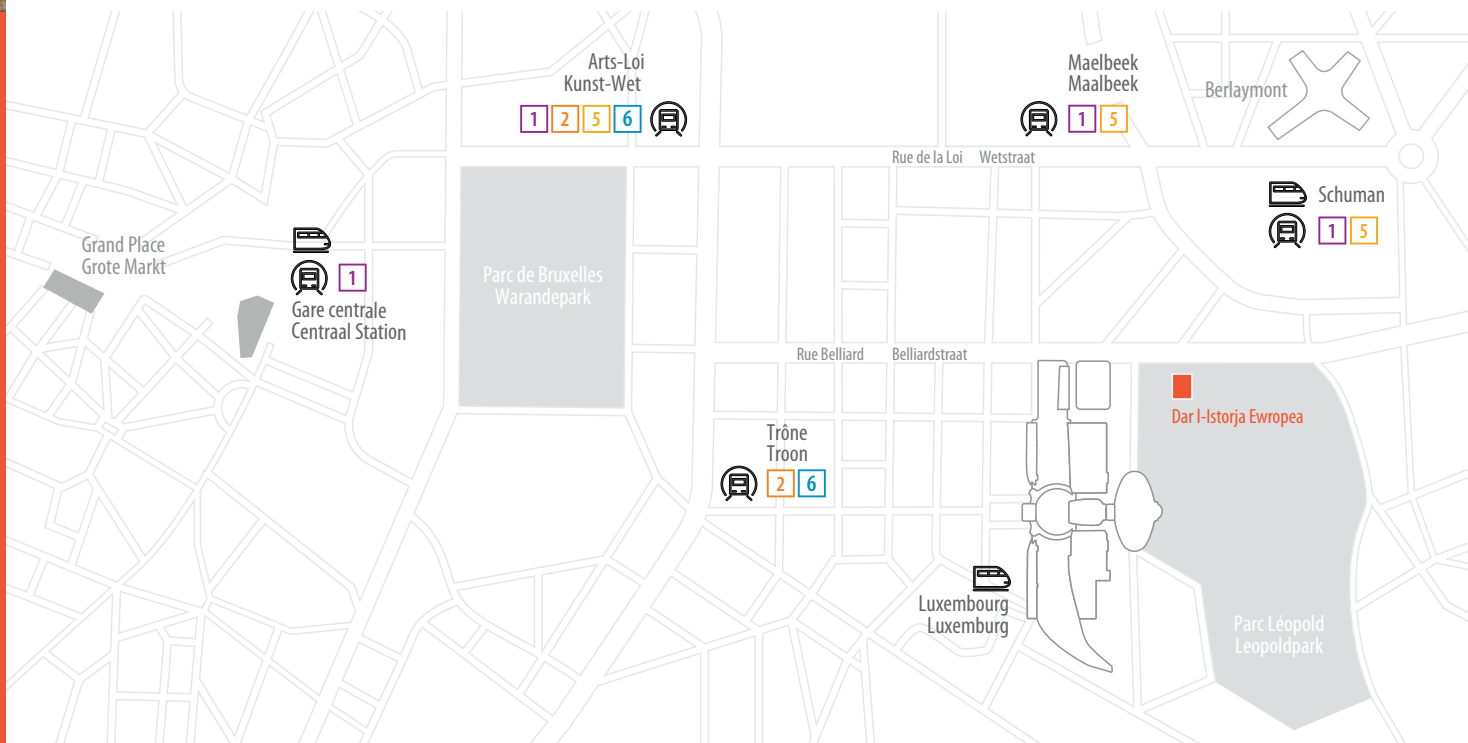 Arts-Loi
Kunst-Wet
1 2 5 6
Maelbeek
Maalbeek
1 5
Berlaymont
Rue de la Loi Wetstraat
Schuman
1 5
Grand Place
Grote Markt
1
Gare centrale
Centraal Station
Parc de Bruxelles
Warandepark
Rue Belliard Belliardstraat
Dar l-Istorja Ewropea
Trône
Troon
2 6
Luxembourg
Luxemburg
Parc Léopold
Leopoldpark